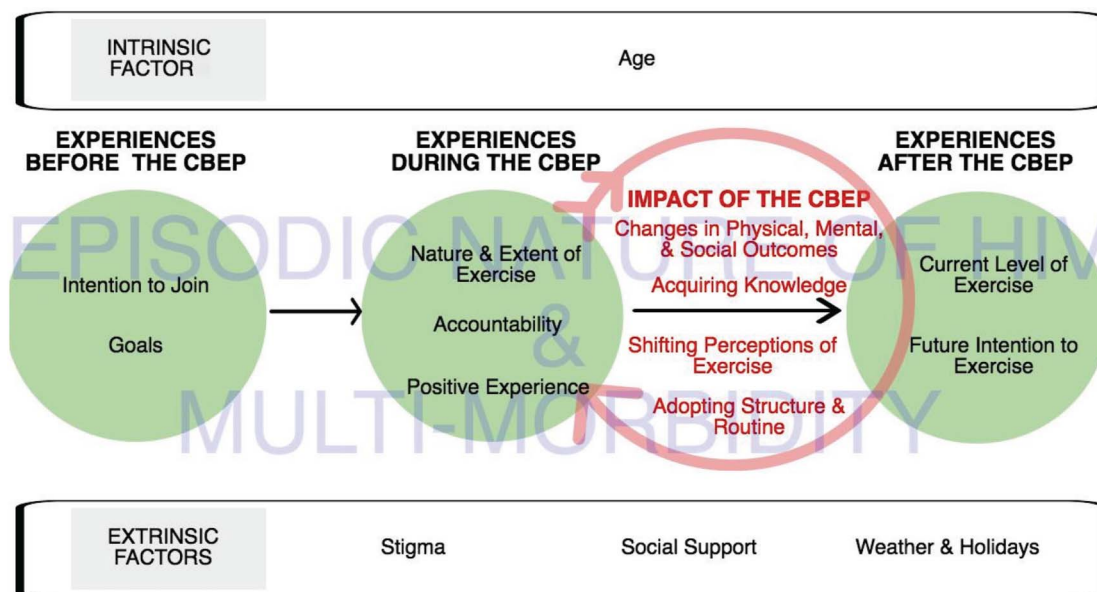 INTRINSIC
FACTOR
Age
EXPERIENCES
BEFORE THE CBEP
EXPERIENCES
DURING THE CBEP
EXPERIENCES
AFTER THE CBEP
EPISODIC NATURE OF HIV
&
MULTI-MORBIDITY
Intention to Join
Goals
Nature & Extent of
Exercise
Accountability
Positive Experience
IMPACT OF THE CBEP
Changes in Physical, Mental,
& Social Outcomes
Acquiring Knowledge
Shifting Perceptions of
Exercise
Adopting Structure &
Routine
Current Level of
Exercise
Future Intention to
Exercise
EXTRINSIC
FACTORS
Stigma
Social Support
Weather & Holidays